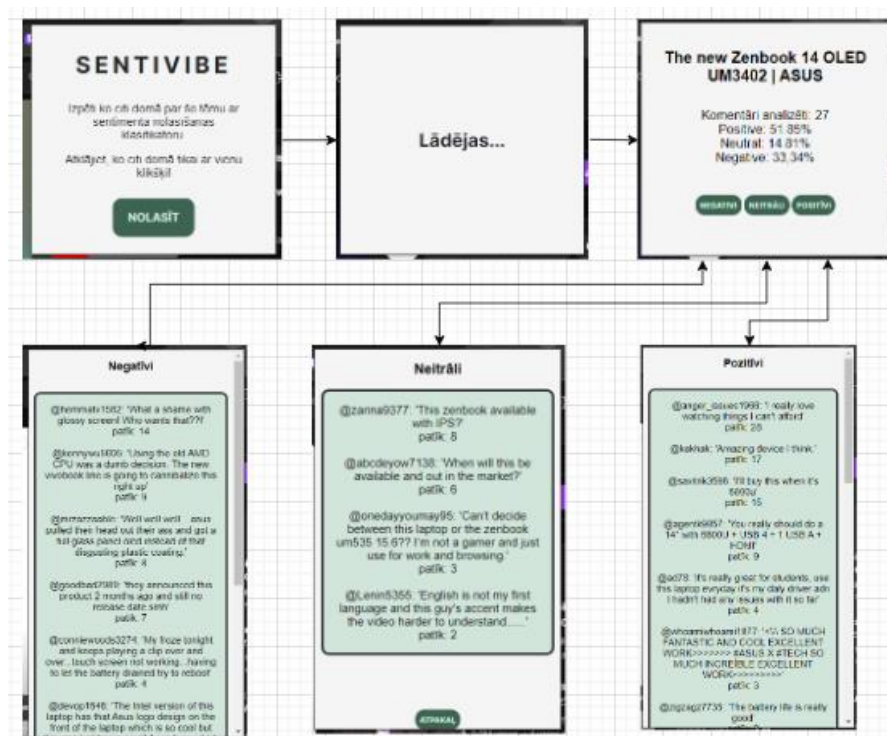 SENTIVIBE
Izpēti ko citi domā par šo tēmu ar
sentimenta nolasīšanas
klasifikatoru
Atklājiet, ko citi domā tikai ar vienu
klikšķi!
NOLASĪT
Lādējas...
The new Zenbook 14 OLED
UM3402 | ASUS
Komentāri analizēti: 27
Positive: 51.85%
Neutral: 14.81%
Negative: 33.34%
NEGATĪVI
NEITRĀLI
POSITĪVI
Negatīvi
'What a shame with
glossy screen! Who wants that??!'
patīk: 14
'Using the old AMD
CPU was a dumb decision. The new
vivobook line is going to cannibalize this
right up'
patīk: 9
'Well well well... asus
pulled their head out their ass and got a
full glass panel oled instead of that
disgusting plastic coating.'
patīk: 8
'they announced this
product 2 months ago and still no
release date smh'
patīk: 7
@conniewoods3274: 'My froze tonight
and keeps playing a clip over and
over...touch screen not working...having
to let the battery drained try to reboot'
patīk: 4
'The Intel version of this
laptop has that Asus logo design on the
front of the laptop which is so cool but
Neitrāli
@zanna9377: 'This zenbook available
with IPS?'
patīk: 8
@abcdeyow7138: 'When will this be
available and out in the market?'
patīk: 6
@onedayyoumay95: 'Can't decide
between this laptop or the zenbook
um535 15.6?? I'm not a gamer and just
use for work and browsing.'
patīk: 3
@Lenin5355: 'English is not my first
language and this guy's accent makes
the video harder to understand......'
patīk: 2
ATPAKAĻ
Pozitīvi
'I really love
watching things I can't afford'
patīk: 28
@kakhak: 'Amazing device I think.'
patīk: 17
'I'll buy this when it's
6800u'
patīk: 15
'You really should do a
14" with 6800U + USB 4 + 1 USB A +
HDMI'
patīk: 9
@ed78: 'It's really great for students, use
this laptop evryday it's my daly driver adn
I hadn't had any issues with it so far'
patīk: 4
SO MUCH
FANTASTIC AND COOL EXCELLENT
WORK>>>>>>> #ASUS X #TECH SO
MUCH INCREÍBLE EXCELLENT
WORK>>>>>>>>>'
patīk: 3
'The battery life is really
good'